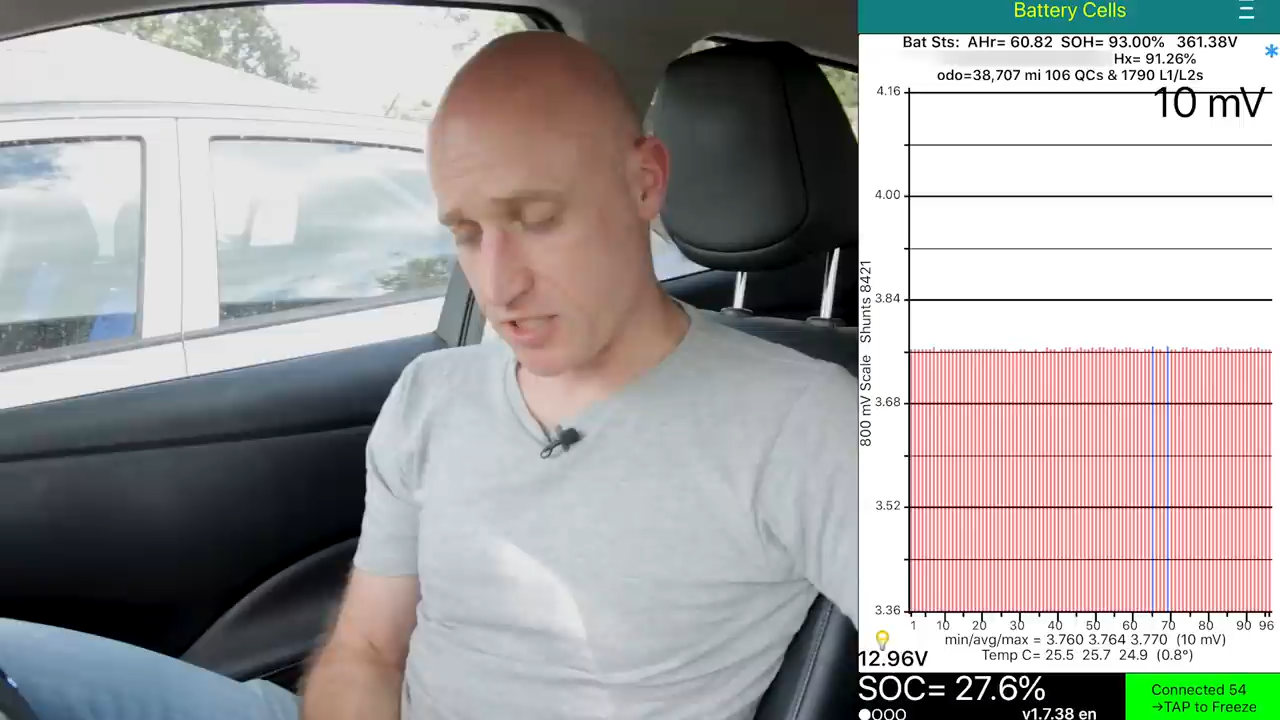 Battery Cells
Bat Sts: AHr= 60.82 SOH= 93.00% 361.38V
Hx= 91.26%
odo=38,707 mi 106 QCs & 1790 L1/L2s
10 mV
4.16
4.00
3.84
3.68
3.52
3.36
800 mV Scale Shunts 8421
1 10 20 30 40 50 60 70 80 90 96
min/avg/max = 3.760 3.764 3.770 (10 mV)
Temp C= 25.5 25.7 24.9 (0.8°)
12.96V
SOC= 27.6%
v1.7.38 en
Connected 54
→TAP to Freeze